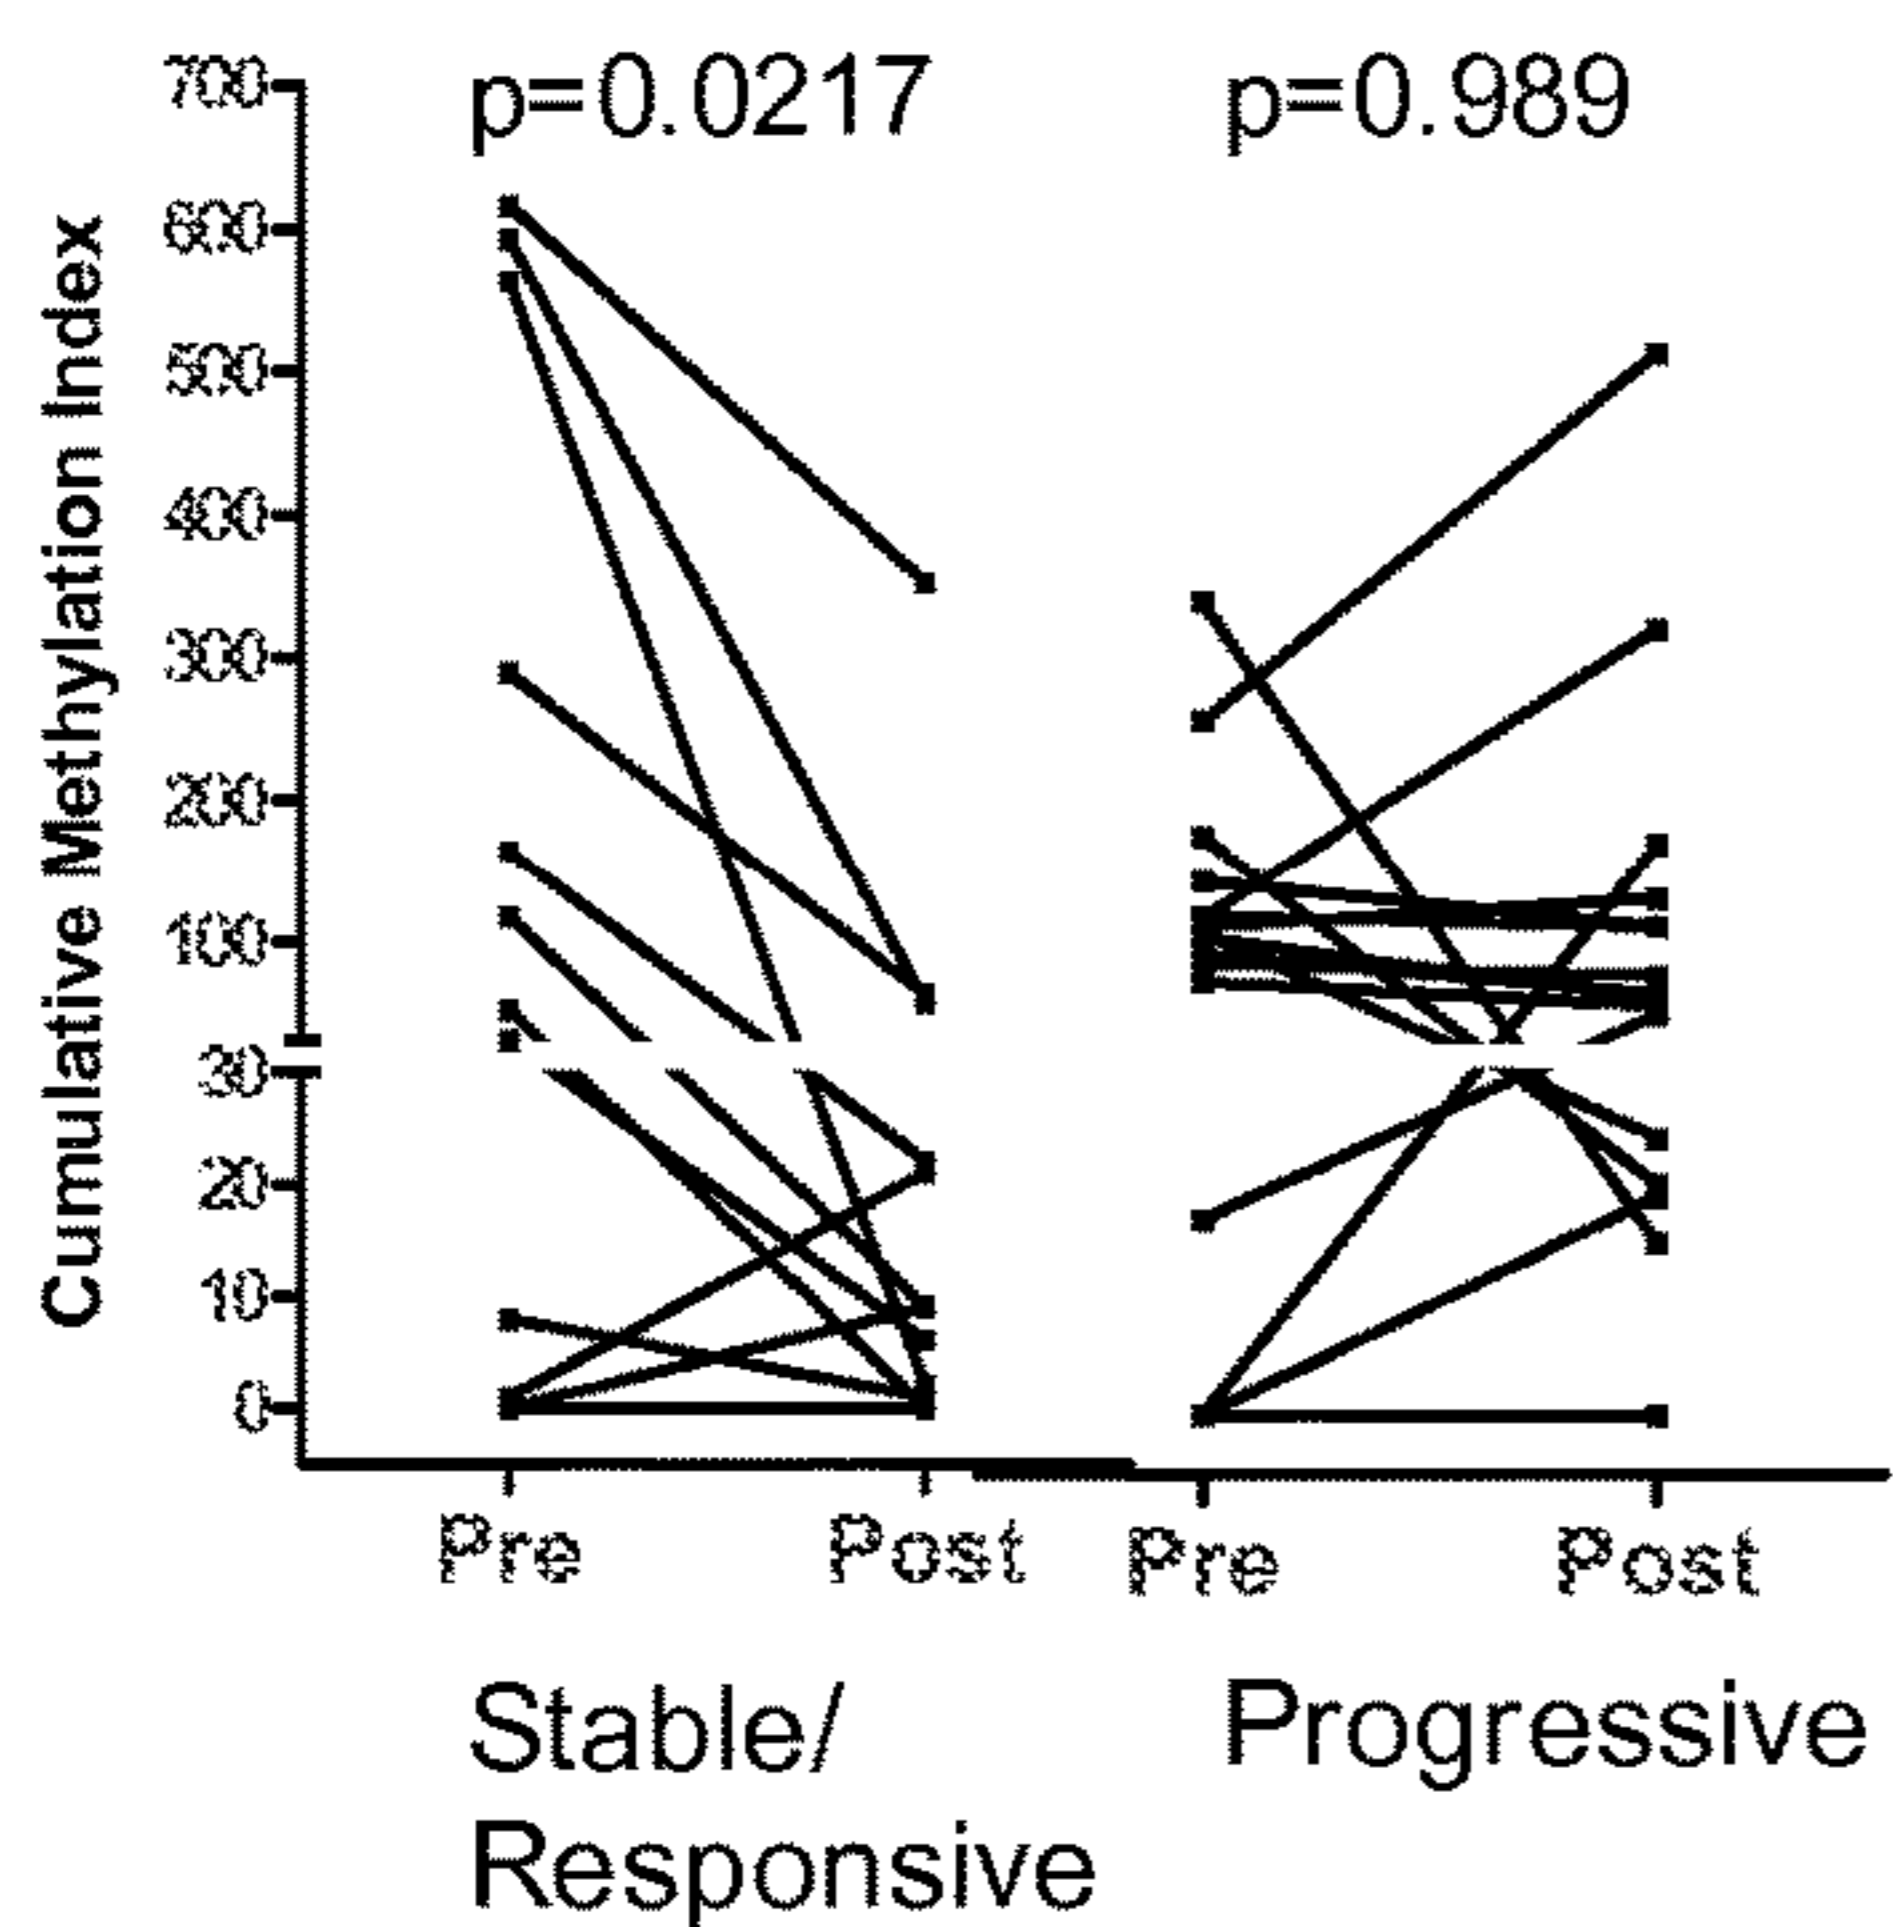 p=0.0217
p=0.989
Cumulative Methylation Index
700
600
500
400
300
200
100
30
20
10
0
Pre
Post
Pre
Post
Stable/
Responsive
Progressive